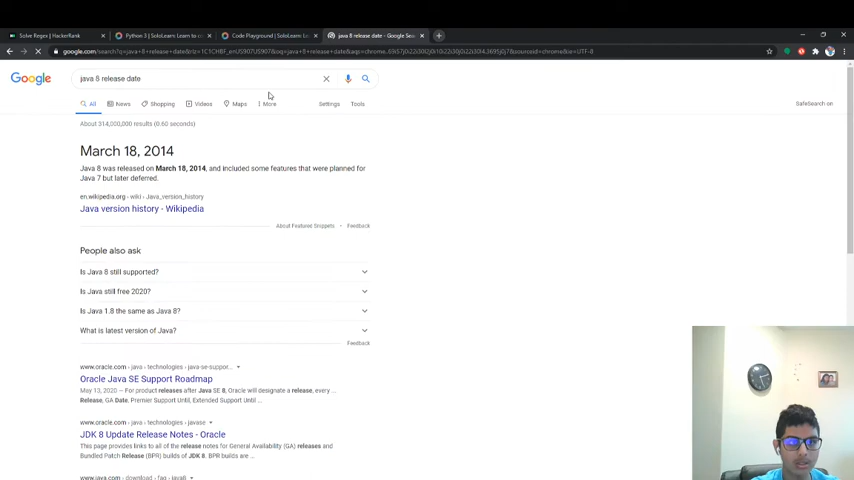 Solve Regex | HackerRank
Python 3 | SoloLearn: Learn to co
Code Playground | SoloLearn: Le
java 8 release date - Google Sea
Google
java 8 release date
All
News
Shopping
Videos
Maps
More
Settings
Tools
SafeSearch on
About 314,000,000 results (0.60 seconds)
March 18, 2014
Java 8 was released on March 18, 2014, and included some features that were planned for
Java 7 but later deferred.
en.wikipedia.org › wiki › Java_version_history
Java version history - Wikipedia
About Featured Snippets
Feedback
People also ask
Is Java 8 still supported?
Is Java still free 2020?
Is Java 1.8 the same as Java 8?
What is latest version of Java?
Feedback
www.oracle.com › java › technologies › java-se-suppor...
Oracle Java SE Support Roadmap
May 13, 2020 — For product releases after Java SE 8, Oracle will designate a release, every ...
Release, GA Date, Premier Support Until, Extended Support Until ...
www.oracle.com › java › technologies › javase
JDK 8 Update Release Notes - Oracle
This page provides links to all of the release notes for General Availability (GA) releases and
Bundled Patch Release (BPR) builds of JDK 8. BPR builds are ...
www.java.com › download › faq › java8